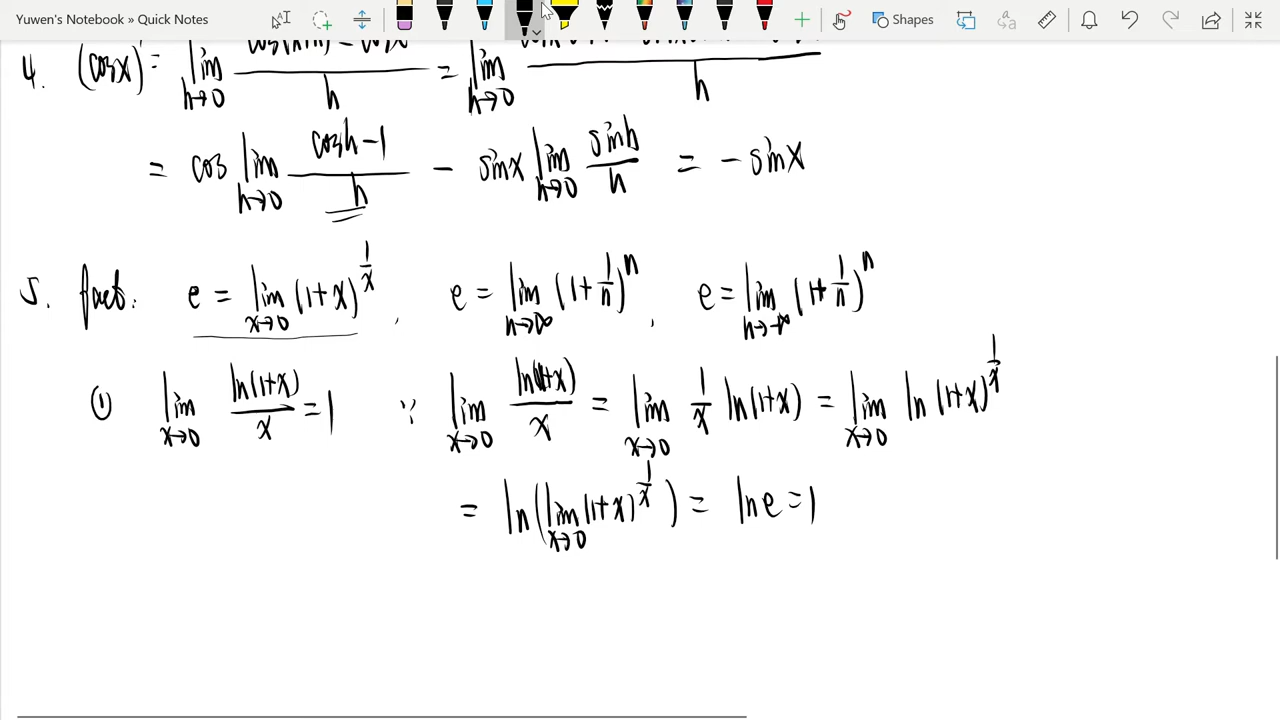 Yuwen's Notebook » Quick Notes
Shapes
4. (cosx)' = lim h→0 / h = lim h→0 / h
= cos lim h→0 (cosh-1)/h - sinx lim h→0 sinh/h = -sinx
5. fact: e = lim x→0 (1+x)^(1/x), e = lim n→∞ (1+1/n)^n, e = lim n→-∞ (1+1/n)^n
① lim x→0 ln(1+x)/x = 1 ∵ lim x→0 ln(1+x)/x = lim x→0 1/x ln(1+x) = lim x→0 ln(1+x)^(1/x)
= ln(lim x→0 (1+x)^(1/x)) = lne = 1